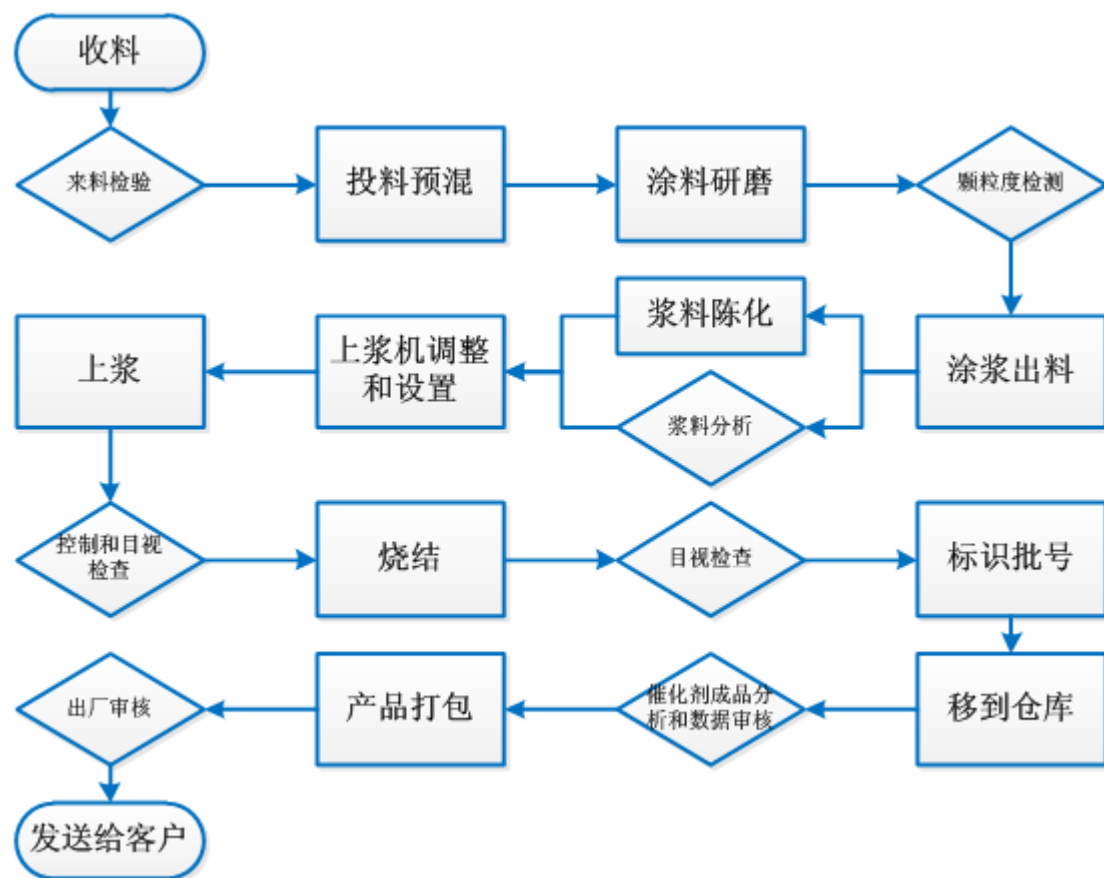 收料
来料检验
投料预混
涂料研磨
颗粒度检测
上浆
上浆机调整
和设置
浆料陈化
浆料分析
涂浆出料
控制和目视
检查
烧结
目视检查
标识批号
出厂审核
产品打包
催化剂成品分
析和数据审核
移到仓库
发送给客户